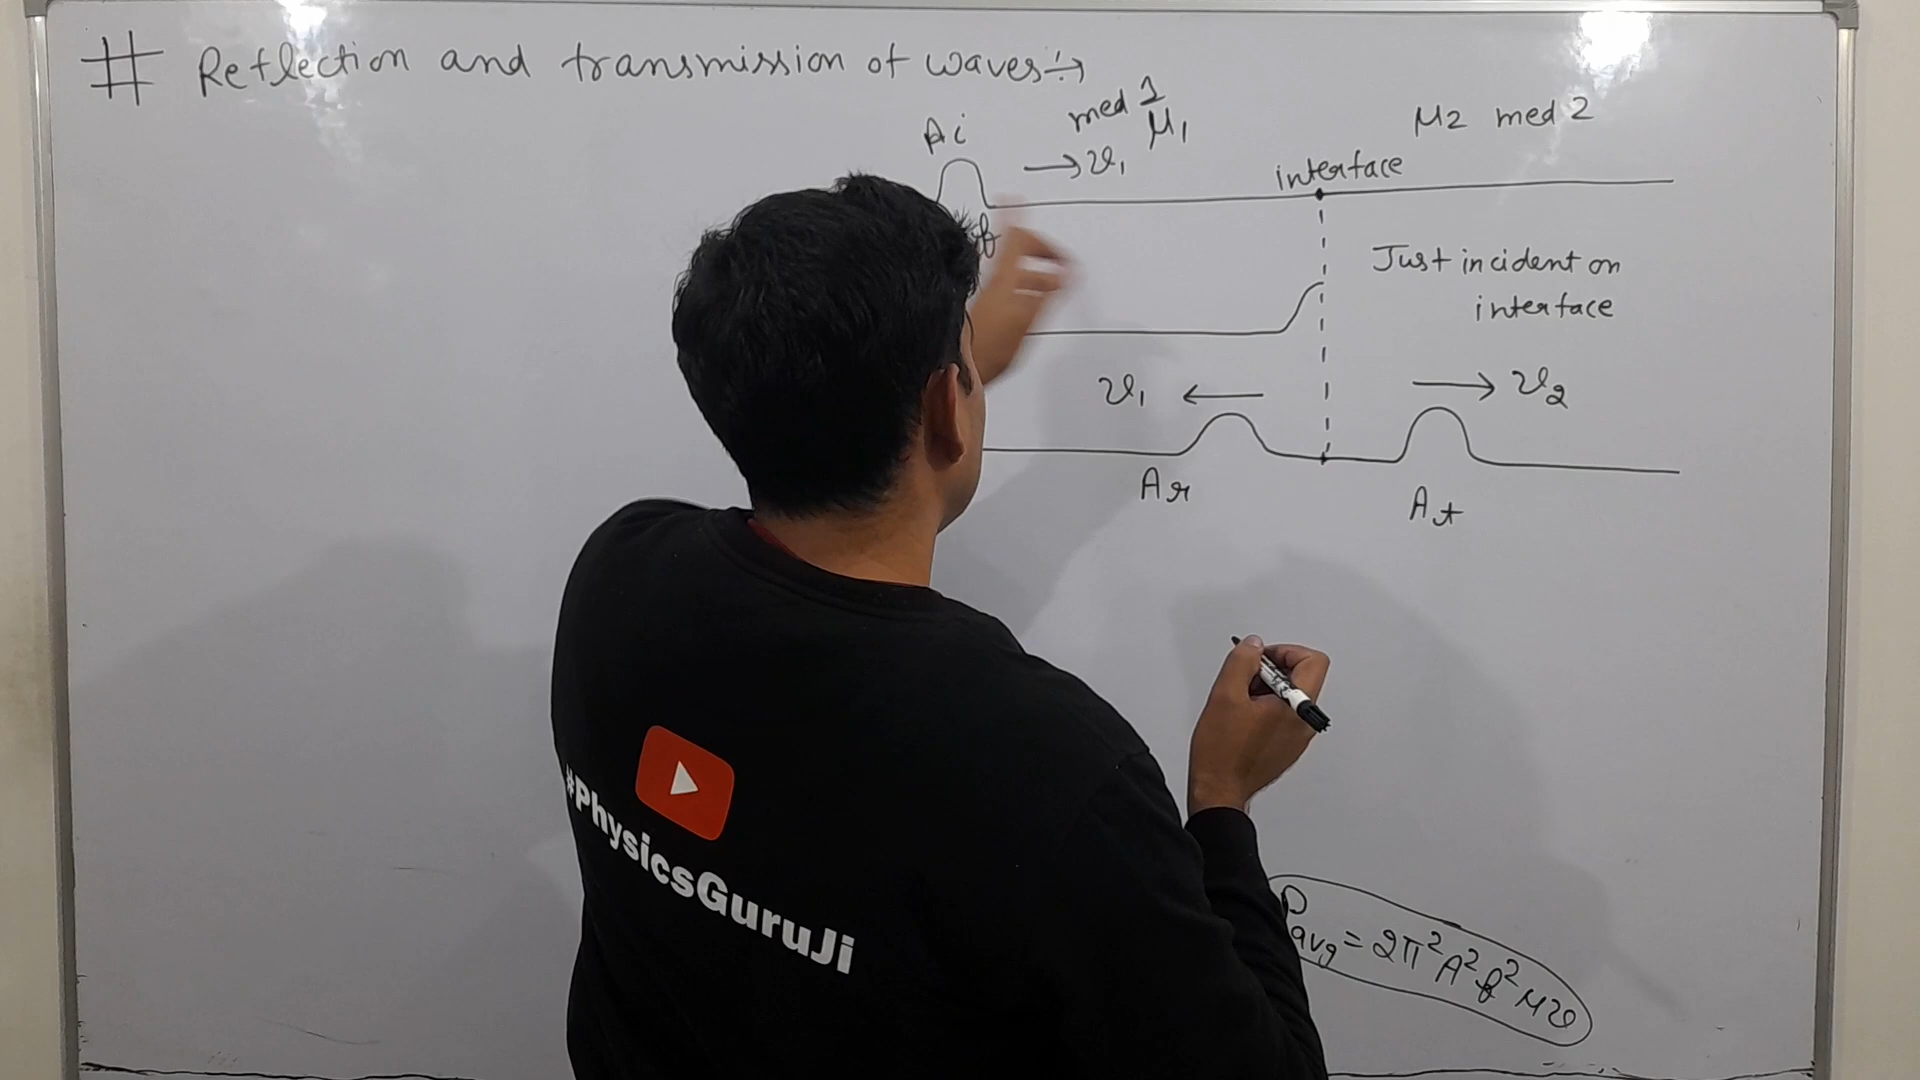 # Reflection and transmission of waves:→
med 1
μ1
Ai
→ v1
μ2 med 2
interface
f
Just incident on
interface
v1 ←
→ v2
Ar
At
Pavg = 2π²A²f²μv
#PhysicsGuruJi